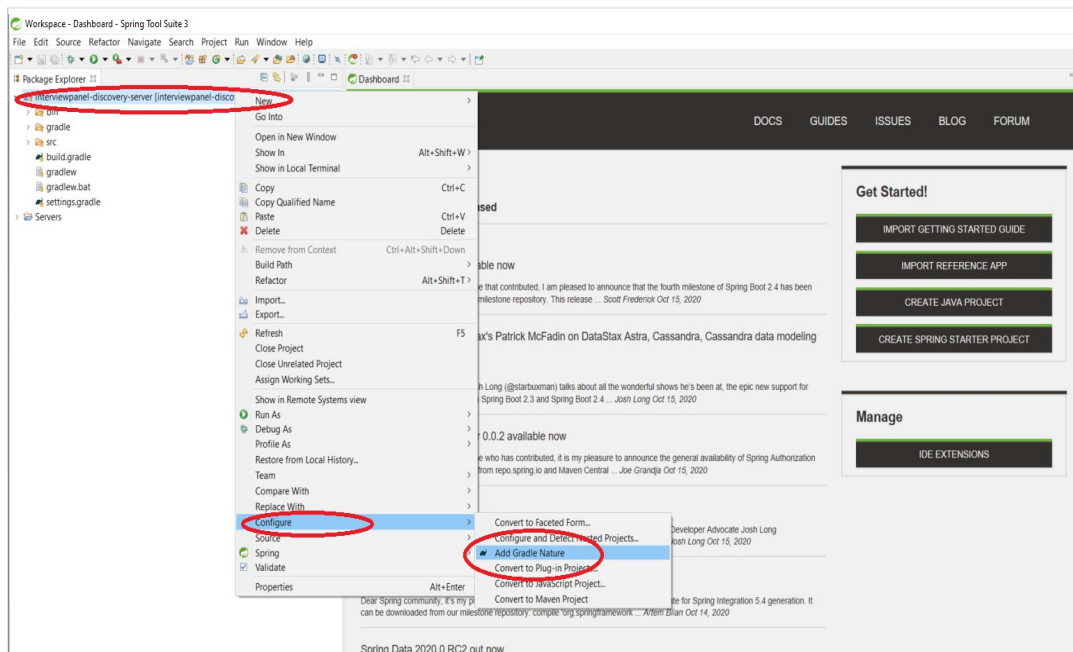 Workspace - Dashboard - Spring Tool Suite 3
File Edit Source Refactor Navigate Search Project Run Window Help
Package Explorer
Dashboard
interviewpanel-discovery-server [interviewpanel-disco
bin
gradle
src
build.gradle
gradlew
gradlew.bat
settings.gradle
Servers
New
Go Into
Open in New Window
Show In Alt+Shift+W
Show in Local Terminal
Copy Ctrl+C
Copy Qualified Name
Paste Ctrl+V
Delete Delete
Remove from Context Ctrl+Alt+Shift+Down
Build Path
Refactor Alt+Shift+T
Import...
Export...
Refresh F5
Close Project
Close Unrelated Project
Assign Working Sets...
Show in Remote Systems view
Run As
Debug As
Profile As
Restore from Local History...
Team
Compare With
Replace With
Configure
Source
Spring
Validate
Properties Alt+Enter
Convert to Faceted Form...
Configure and Detect Nested Projects...
Add Gradle Nature
Convert to Plug-in Projects...
Convert to JavaScript Project...
Convert to Maven Project
DOCS GUIDES ISSUES BLOG FORUM
ased
able now
e that contributed, I am pleased to announce that the fourth milestone of Spring Boot 2.4 has been
milestone repository. This release ... Scott Frederick Oct 15, 2020
ax's Patrick McFadin on DataStax Astra, Cassandra, Cassandra data modeling
h Long (@starbuxman) talks about all the wonderful shows he's been at, the epic new support for
Spring Boot 2.3 and Spring Boot 2.4 ... Josh Long Oct 15, 2020
r 0.0.2 available now
e who has contributed, it is my pleasure to announce the general availability of Spring Authorization
from repo.spring.io and Maven Central ... Joe Grandja Oct 15, 2020
Developer Advocate Josh Long
Josh Long Oct 15, 2020
Dear Spring community, it's my pl
te for Spring Integration 5.4 generation. It
can be downloaded from our milestone repository: compile 'org.springframework ... Artem Bilan Oct 14, 2020
Spring Data 2020.0 RC2 out now
Get Started!
IMPORT GETTING STARTED GUIDE
IMPORT REFERENCE APP
CREATE JAVA PROJECT
CREATE SPRING STARTER PROJECT
Manage
IDE EXTENSIONS